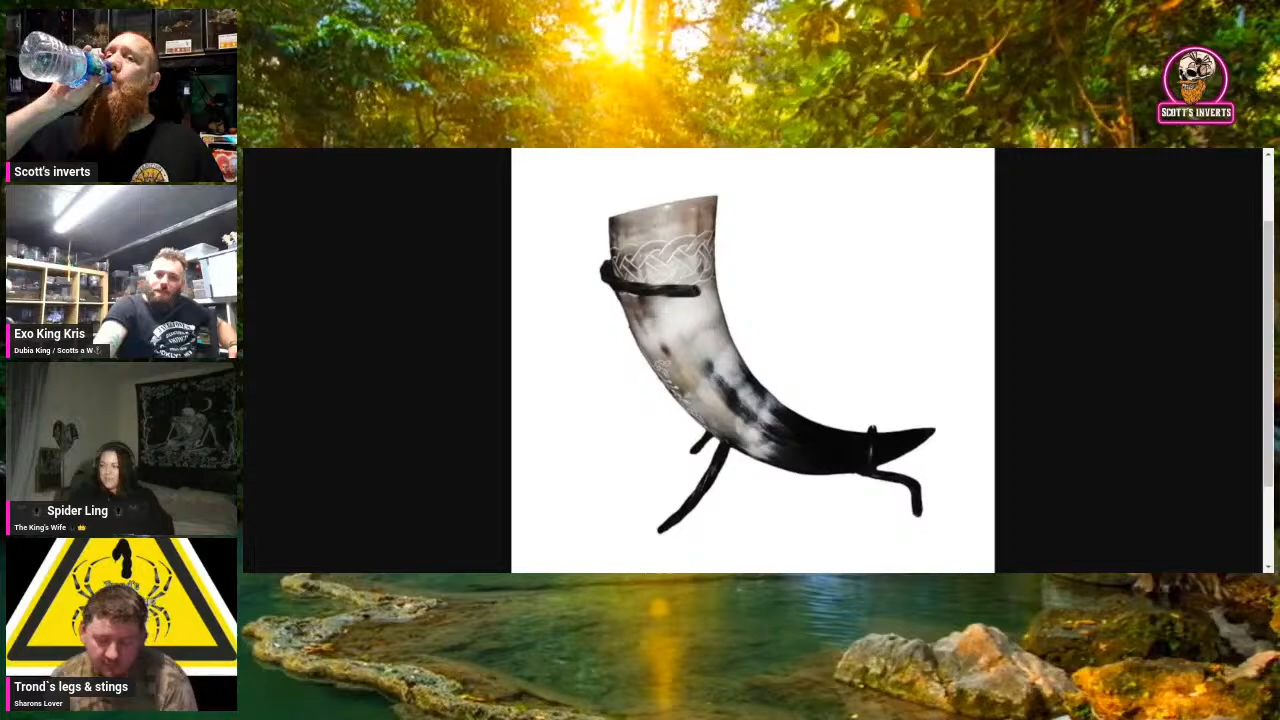 Scott's inverts
SCOTT'S INVERTS
Exo King Kris
Dubia King / Scotts a W
Spider Ling
The King's Wife
Trond`s legs & stings
Sharons Lover